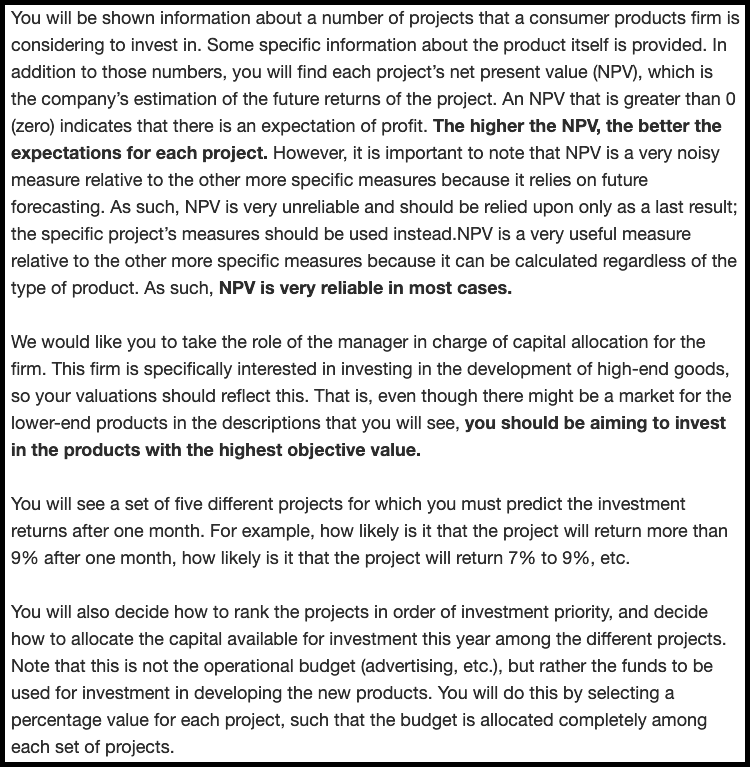 You will be shown information about a number of projects that a consumer products firm is
considering to invest in. Some specific information about the product itself is provided. In
addition to those numbers, you will find each project's net present value (NPV), which is
the company's estimation of the future returns of the project. An NPV that is greater than 0
(zero) indicates that there is an expectation of profit. The higher the NPV, the better the
expectations for each project. However, it is important to note that NPV is a very noisy
measure relative to the other more specific measures because it relies on future
forecasting. As such, NPV is very unreliable and should be relied upon only as a last result;
the specific project's measures should be used instead.NPV is a very useful measure
relative to the other more specific measures because it can be calculated regardless of the
type of product. As such, NPV is very reliable in most cases.
We would like you to take the role of the manager in charge of capital allocation for the
firm. This firm is specifically interested in investing in the development of high-end goods,
so your valuations should reflect this. That is, even though there might be a market for the
lower-end products in the descriptions that you will see, you should be aiming to invest
in the products with the highest objective value.
You will see a set of five different projects for which you must predict the investment
returns after one month. For example, how likely is it that the project will return more than
9% after one month, how likely is it that the project will return 7% to 9%, etc.
You will also decide how to rank the projects in order of investment priority, and decide
how to allocate the capital available for investment this year among the different projects.
Note that this is not the operational budget (advertising, etc.), but rather the funds to be
used for investment in developing the new products. You will do this by selecting a
percentage value for each project, such that the budget is allocated completely among
each set of projects.